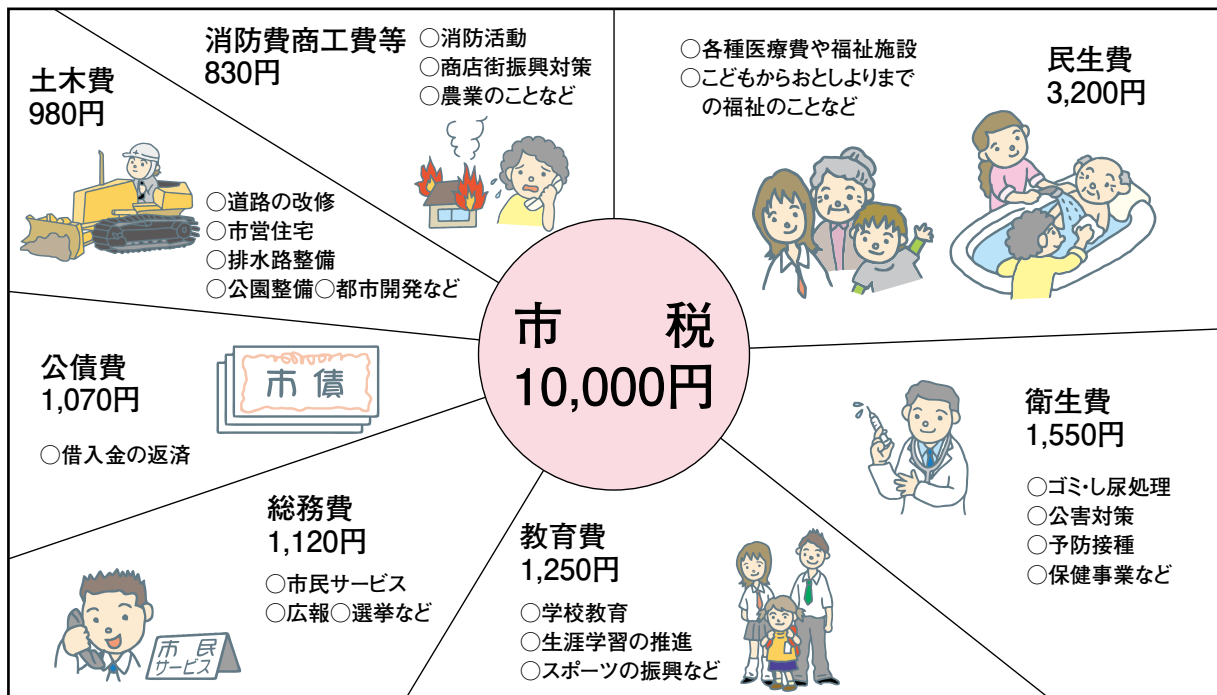 市 税
10,000円
民生費
3,200円
○各種医療費や福祉施設
○こどもからおとしよりまで
の福祉のことなど
衛生費
1,550円
○ゴミ・し尿処理
○公害対策
○予防接種
○保健事業など
教育費
1,250円
○学校教育
○生涯学習の推進
○スポーツの振興など
総務費
1,120円
○市民サービス
○広報○選挙など
市民
サービス
公債費
1,070円
○借入金の返済
市債
土木費
980円
○道路の改修
○市営住宅
○排水路整備
○公園整備○都市開発など
消防費商工費等
830円
○消防活動
○商店街振興対策
○農業のことなど